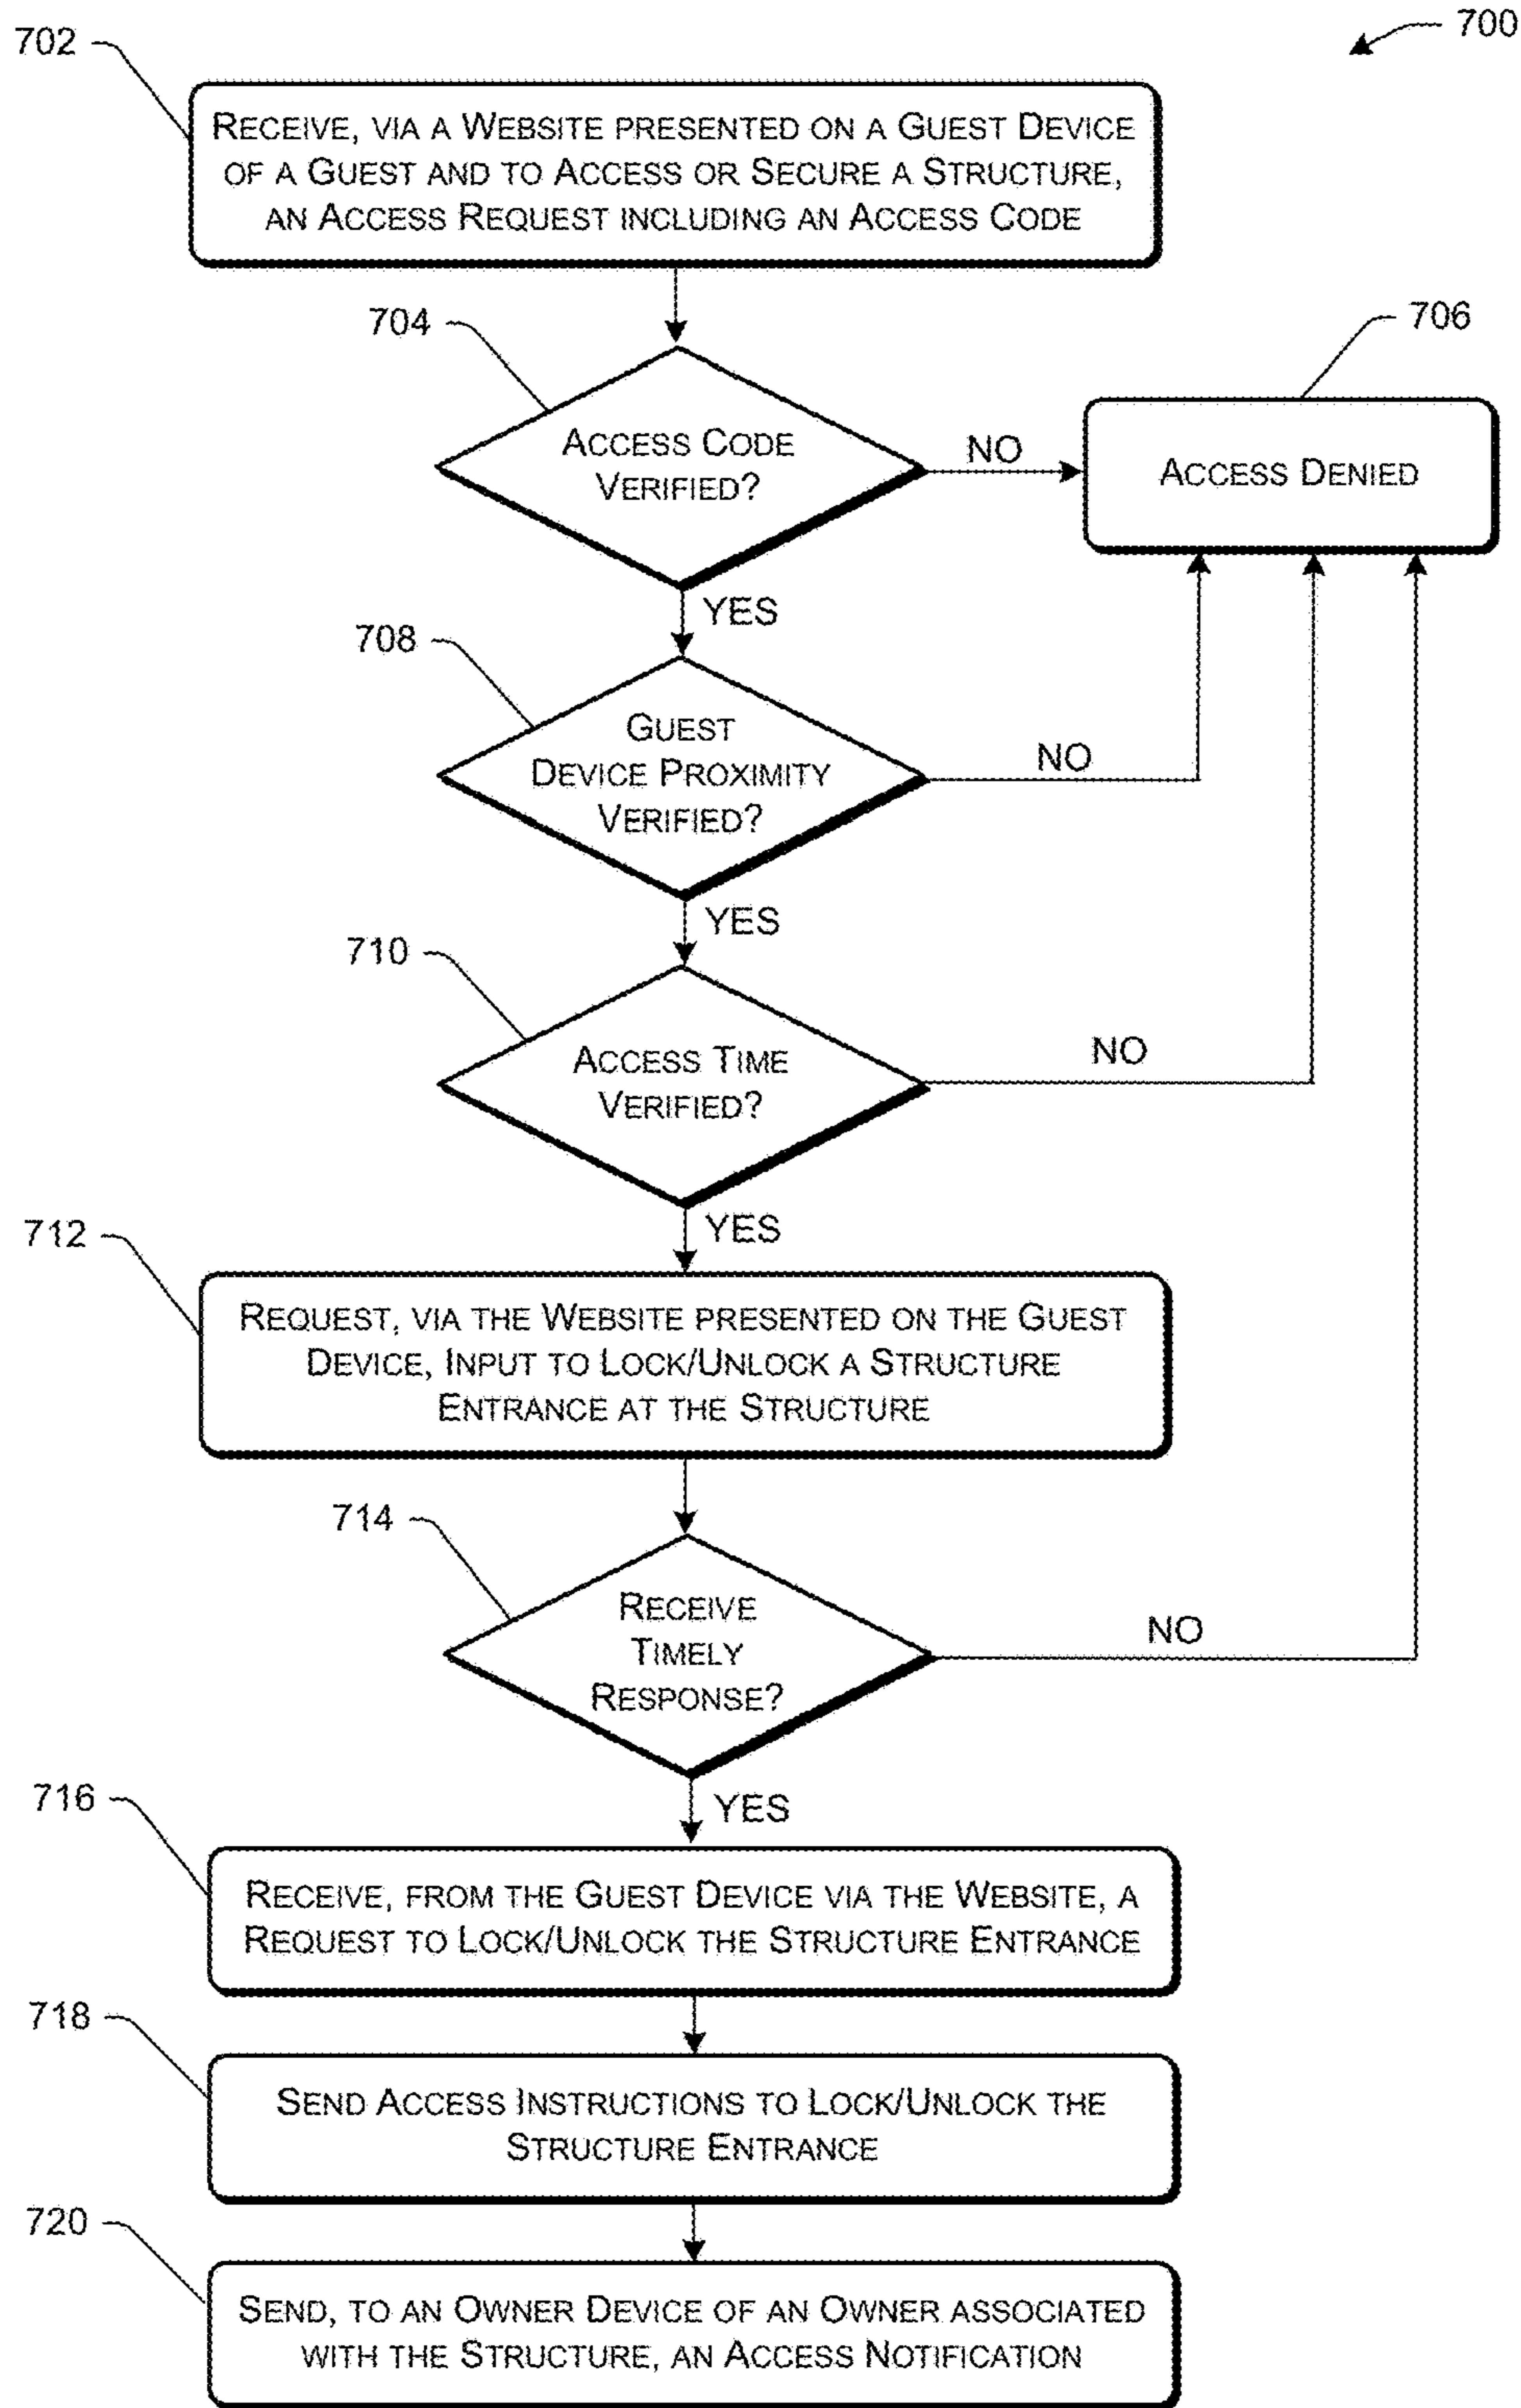 700
702
RECEIVE, VIA A WEBSITE PRESENTED ON A GUEST DEVICE
OF A GUEST AND TO ACCESS OR SECURE A STRUCTURE,
AN ACCESS REQUEST INCLUDING AN ACCESS CODE
704
706
ACCESS CODE
VERIFIED?
NO
ACCESS DENIED
YES
708
GUEST
DEVICE PROXIMITY
VERIFIED?
NO
YES
710
ACCESS TIME
VERIFIED?
NO
YES
712
REQUEST, VIA THE WEBSITE PRESENTED ON THE GUEST
DEVICE, INPUT TO LOCK/UNLOCK A STRUCTURE
ENTRANCE AT THE STRUCTURE
714
RECEIVE
TIMELY
RESPONSE?
NO
YES
716
RECEIVE, FROM THE GUEST DEVICE VIA THE WEBSITE, A
REQUEST TO LOCK/UNLOCK THE STRUCTURE ENTRANCE
718
SEND ACCESS INSTRUCTIONS TO LOCK/UNLOCK THE
STRUCTURE ENTRANCE
720
SEND, TO AN OWNER DEVICE OF AN OWNER ASSOCIATED
WITH THE STRUCTURE, AN ACCESS NOTIFICATION